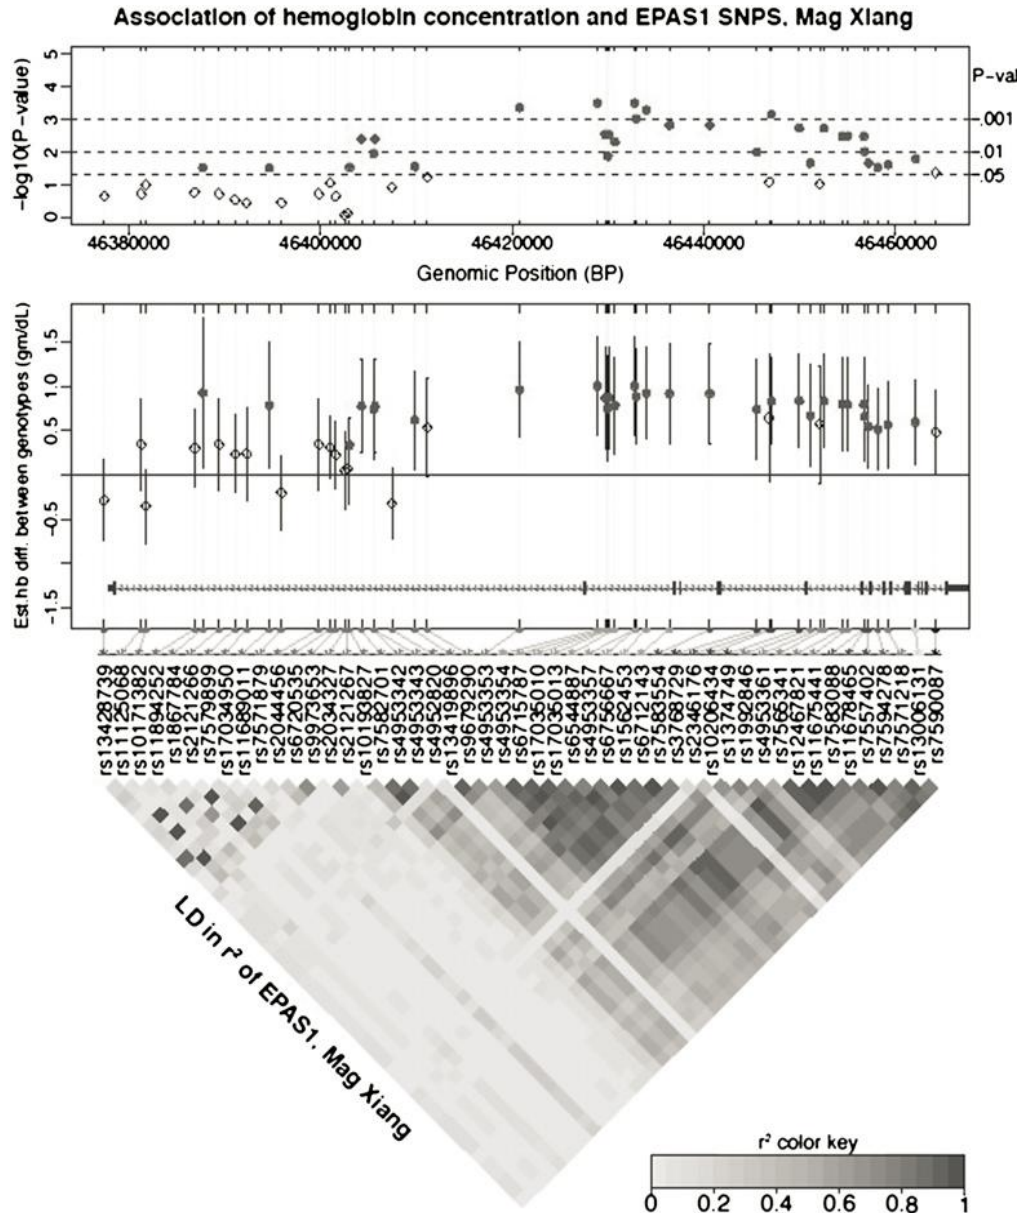 Association of hemoglobin concentration and EPAS1 SNPS. Mag Xiang
-log10(P-value)
5
4
3
2
1
0
P-val
.001
.01
.05
46380000 46400000 46420000 46440000 46460000
Genomic Position (BP)
Est.hb diff. between genotypes (gm/dL)
1.5
1.0
0.5
-0.5
-1.5
rs13428739
rs11125068
rs10171382
rs11894252
rs1867784
rs2121266
rs7579899
rs17034950
rs11689011
rs7571879
rs2044456
rs6720535
rs9973653
rs2034327
rs2121267
rs10193827
rs7582701
rs4953342
rs4953343
rs4952820
rs13419896
rs9679290
rs4953353
rs4953354
rs6715787
rs17035010
rs17035013
rs6544887
rs4953357
rs6756667
rs1562453
rs6712143
rs7583554
rs3768729
rs2346176
rs10206434
rs1374749
rs1992846
rs4953361
rs7565341
rs12467821
rs11675441
rs7583088
rs11678465
rs7557402
rs7594278
rs7571218
rs13006131
rs7590087
LD in r² of EPAS1. Mag Xiang
r² color key
0 0.2 0.4 0.6 0.8 1